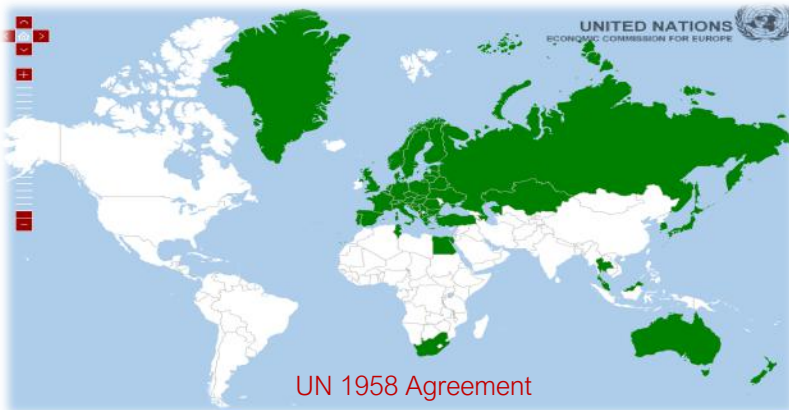 UNITED NATIONS
ECONOMIC COMMISSION FOR EUROPE
UN 1958 Agreement